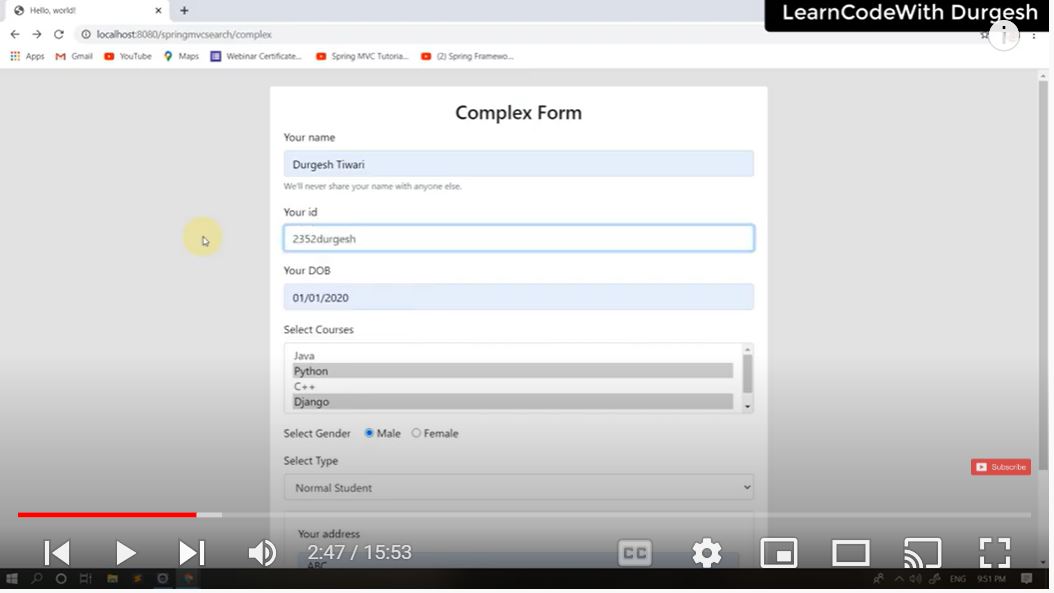 Hello, world!
LearnCodeWith Durgesh
localhost:8080/springmvcsearch/complex
Apps Gmail YouTube Maps Webinar Certificate... Spring MVC Tutoria... (2) Spring Framewo...
Complex Form
Your name
Durgesh Tiwari
We'll never share your name with anyone else.
Your id
2352durgesh
Your DOB
01/01/2020
Select Courses
Java
Python
C++
Django
Select Gender Male Female
Select Type
Subscribe
Normal Student
Your address
ABC
2:47 / 15:53
CC
ENG 9:51 PM